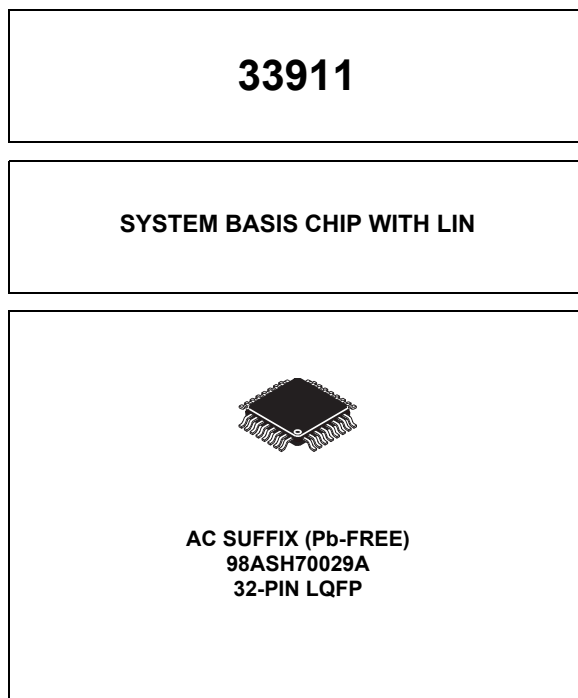 33911
SYSTEM BASIS CHIP WITH LIN
AC SUFFIX (Pb-FREE)
98ASH70029A
32-PIN LQFP